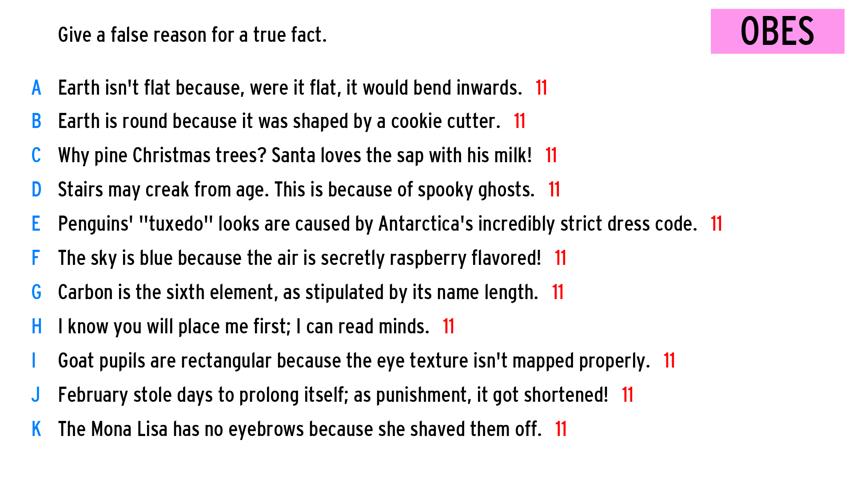 Give a false reason for a true fact.
OBES
A Earth isn't flat because, were it flat, it would bend inwards. 11
B Earth is round because it was shaped by a cookie cutter. 11
C Why pine Christmas trees? Santa loves the sap with his milk! 11
D Stairs may creak from age. This is because of spooky ghosts. 11
E Penguins' "tuxedo" looks are caused by Antarctica's incredibly strict dress code. 11
F The sky is blue because the air is secretly raspberry flavored! 11
G Carbon is the sixth element, as stipulated by its name length. 11
H I know you will place me first; I can read minds. 11
I Goat pupils are rectangular because the eye texture isn't mapped properly. 11
J February stole days to prolong itself; as punishment, it got shortened! 11
K The Mona Lisa has no eyebrows because she shaved them off. 11